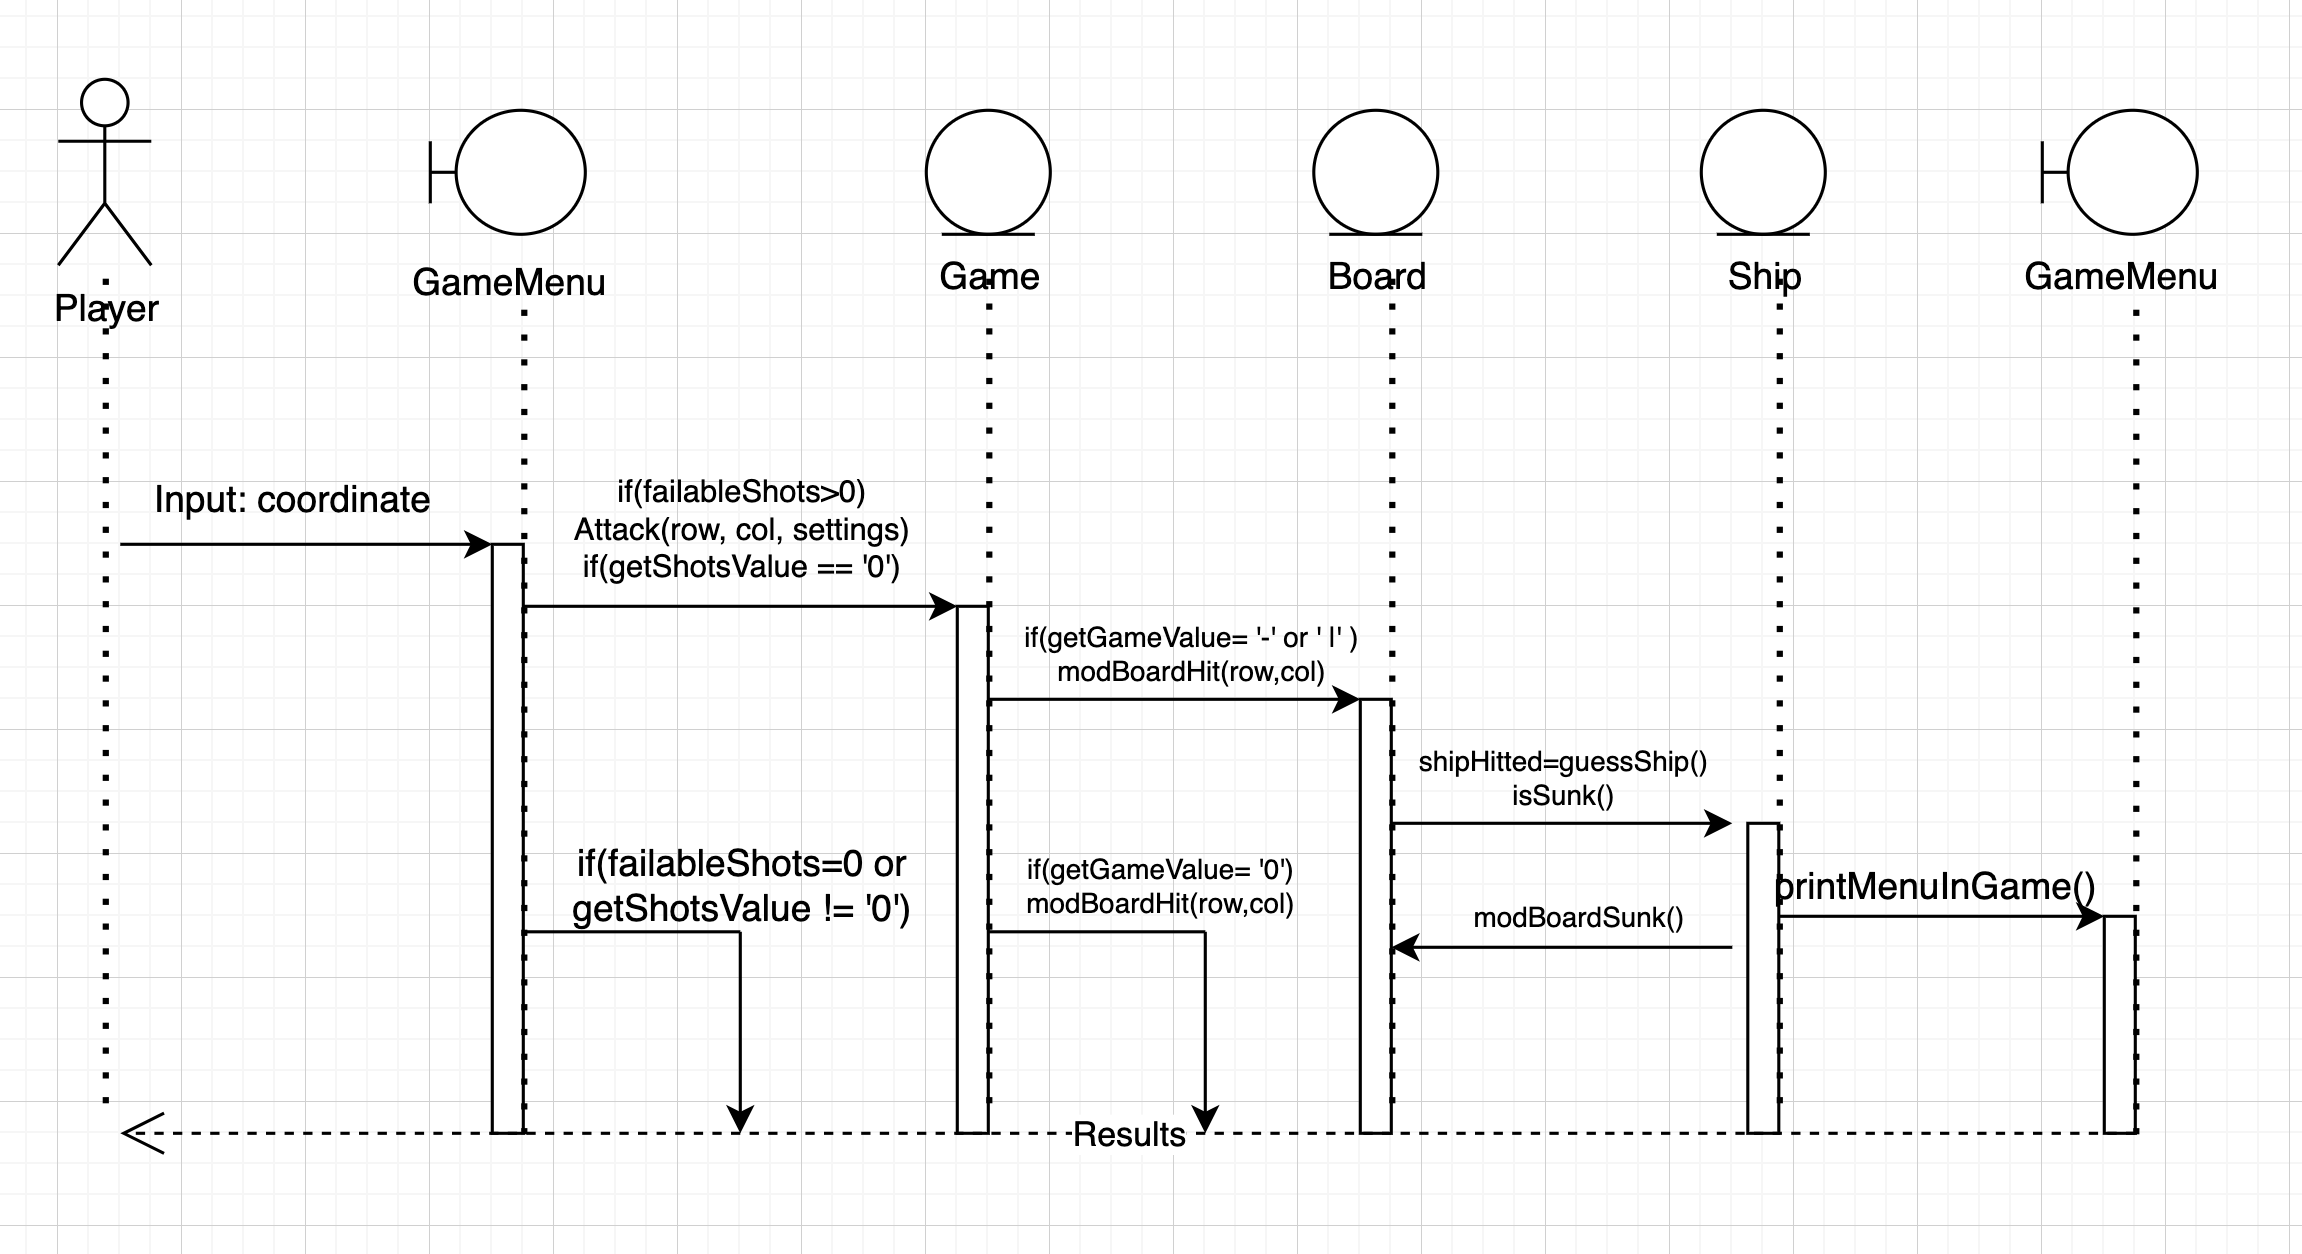 Player
GameMenu
Game
Board
Ship
GameMenu
Input: coordinate
if(failableShots>0)
Attack(row, col, settings)
if(getShotsValue == '0')
if(getGameValue= '-' or ' l' )
modBoardHit(row,col)
shipHitted=guessShip()
isSunk()
if(failableShots=0 or
getShotsValue != '0')
if(getGameValue= '0')
modBoardHit(row,col)
modBoardSunk()
printMenuInGame()
Results